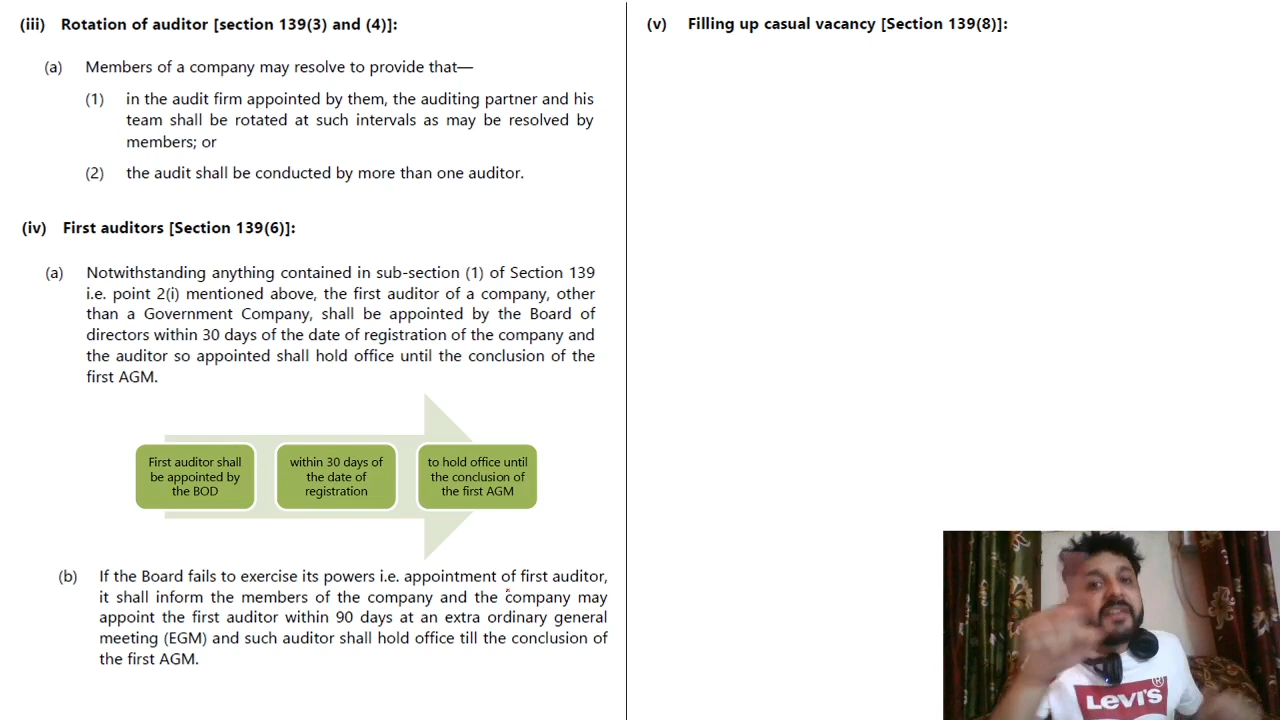 (iii) Rotation of auditor [section 139(3) and (4)]:
(a) Members of a company may resolve to provide that—
(1) in the audit firm appointed by them, the auditing partner and his
team shall be rotated at such intervals as may be resolved by
members; or
(2) the audit shall be conducted by more than one auditor.
(iv) First auditors [Section 139(6)]:
(a) Notwithstanding anything contained in sub-section (1) of Section 139
i.e. point 2(i) mentioned above, the first auditor of a company, other
than a Government Company, shall be appointed by the Board of
directors within 30 days of the date of registration of the company and
the auditor so appointed shall hold office until the conclusion of the
first AGM.
First auditor shall
be appointed by
the BOD
within 30 days of
the date of
registration
to hold office until
the conclusion of
the first AGM
(b) If the Board fails to exercise its powers i.e. appointment of first auditor,
it shall inform the members of the company and the company may
appoint the first auditor within 90 days at an extra ordinary general
meeting (EGM) and such auditor shall hold office till the conclusion of
the first AGM.
(v) Filling up casual vacancy [Section 139(8)]:
LEVI'S ®